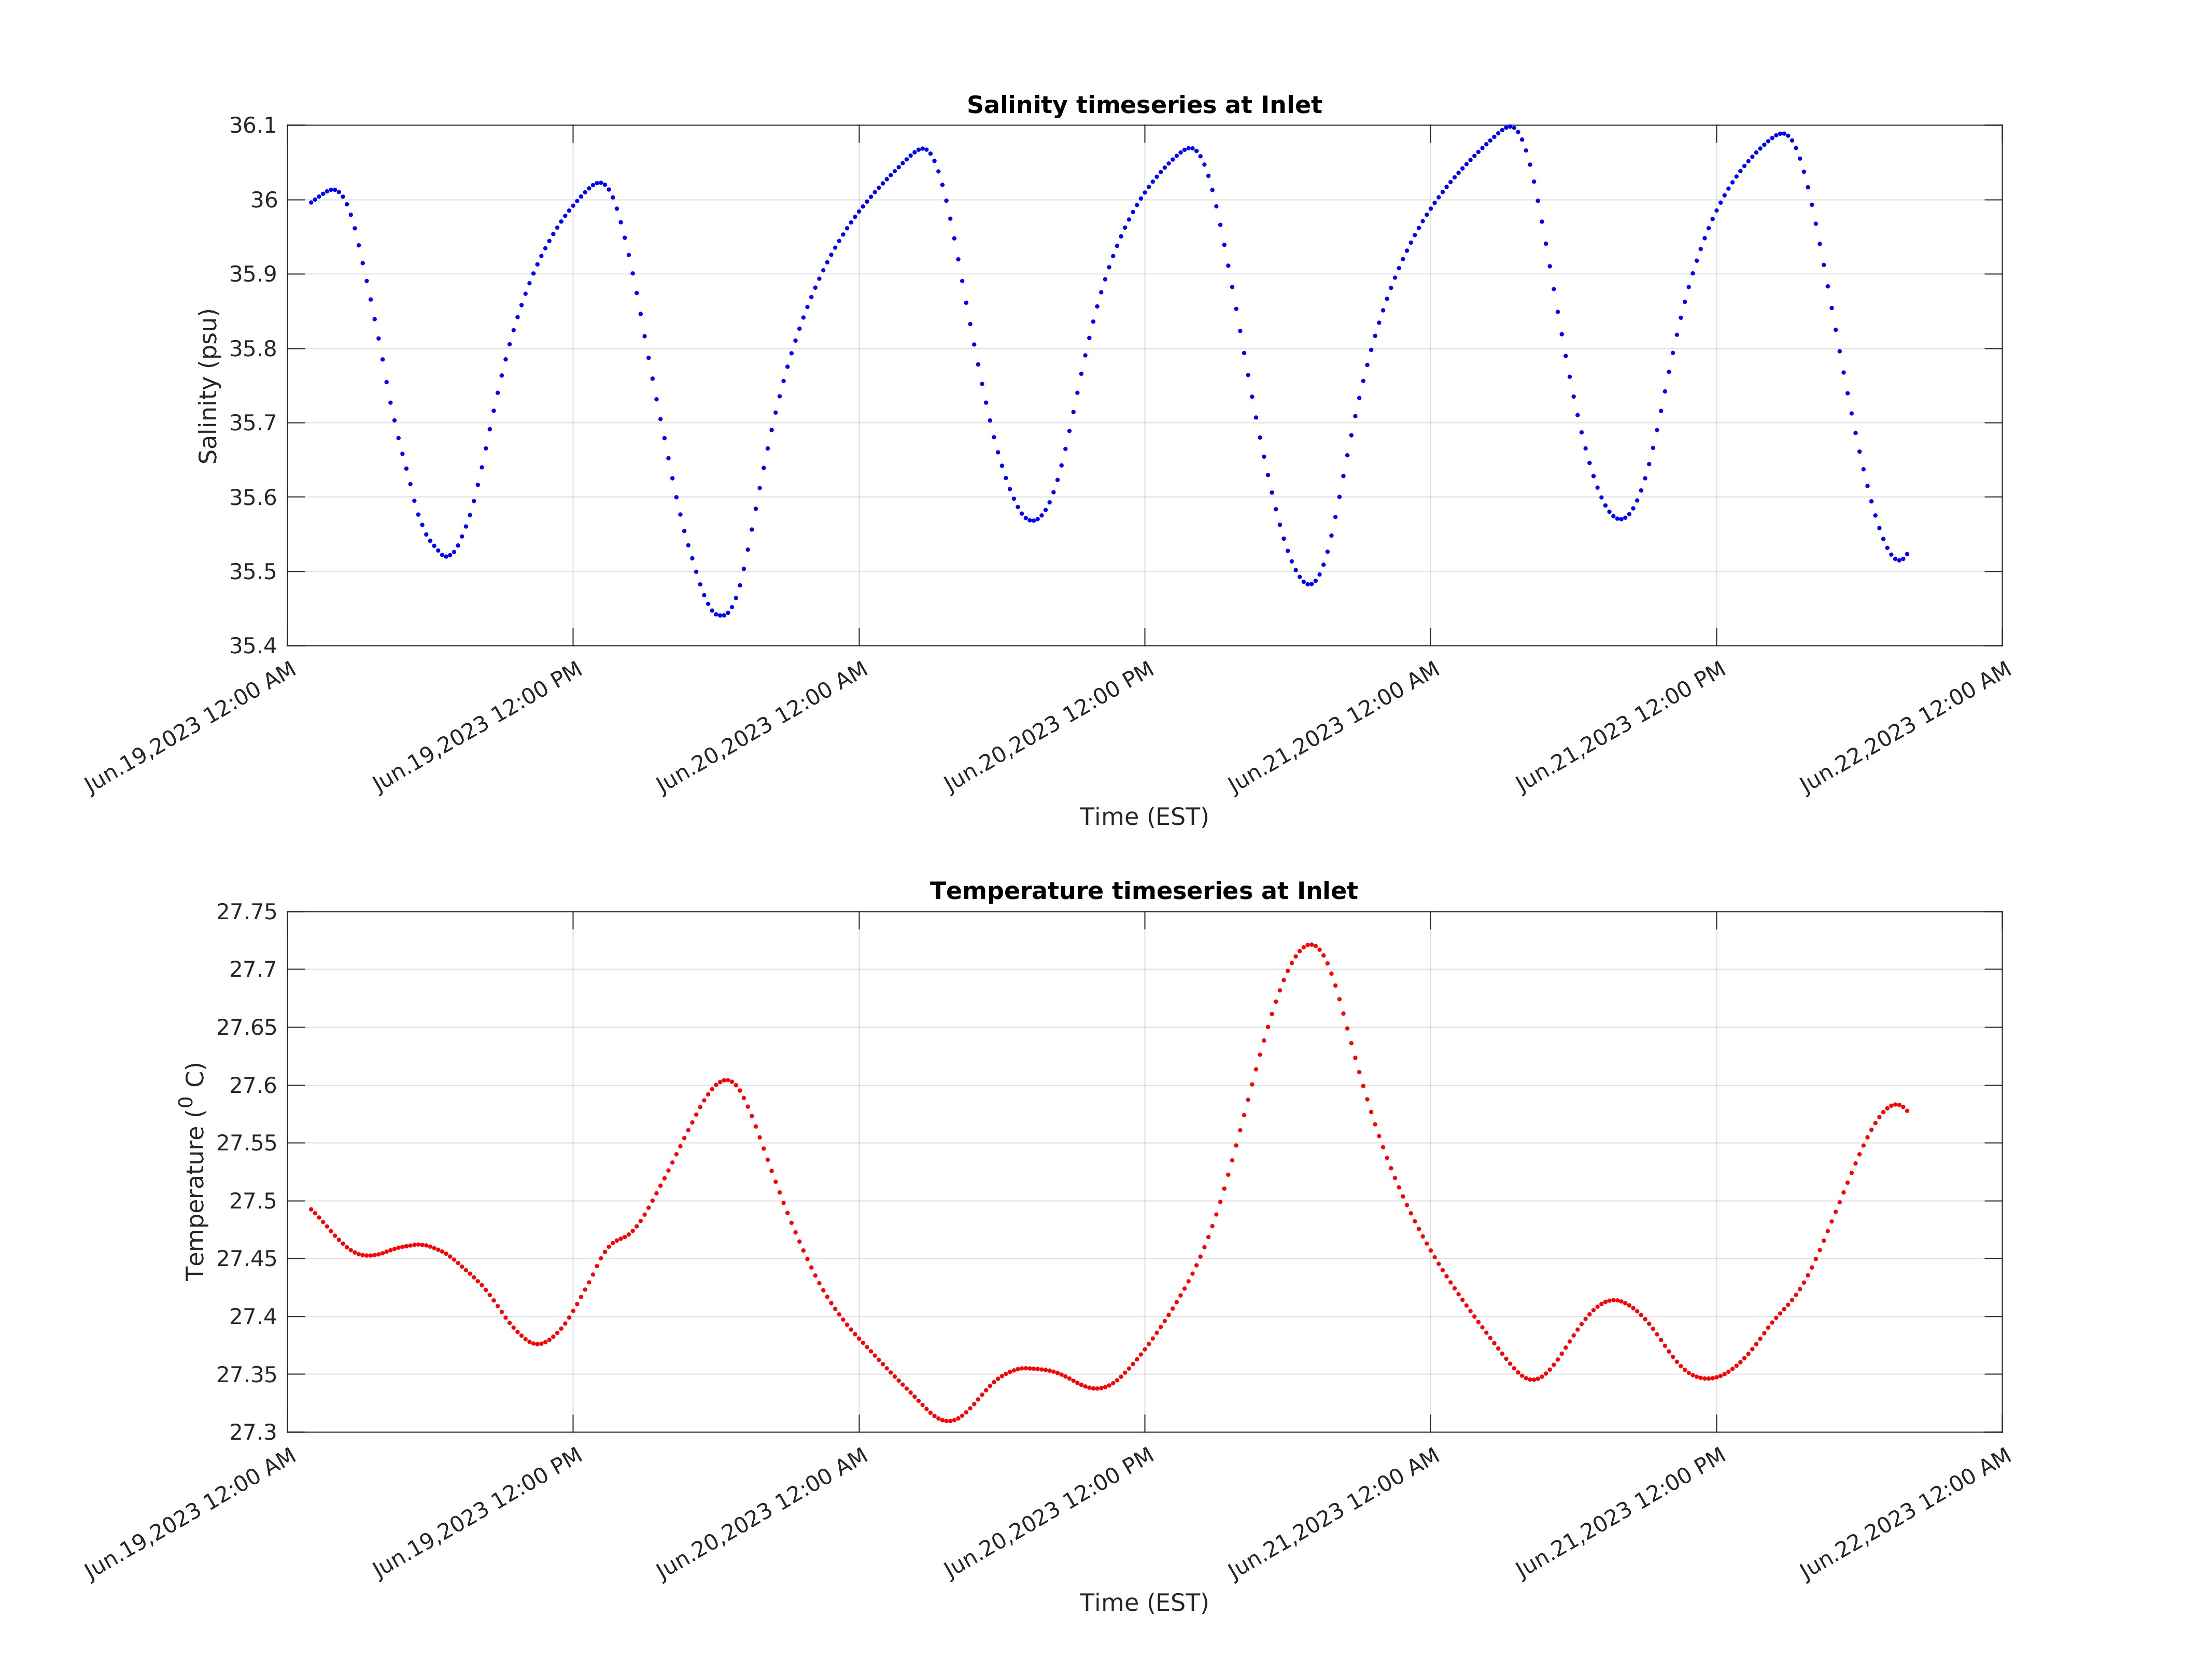 Salinity timeseries at Inlet
36.1
36
35.9
35.8
35.7
35.6
35.5
35.4
Salinity (psu)
Jun.19,2023 12:00 AM
Jun.19,2023 12:00 PM
Jun.20,2023 12:00 AM
Jun.20,2023 12:00 PM
Jun.21,2023 12:00 AM
Jun.21,2023 12:00 PM
Jun.22,2023 12:00 AM
Time (EST)
Temperature timeseries at Inlet
27.75
27.7
27.65
27.6
27.55
27.5
27.45
27.4
27.35
27.3
Temperature (⁰ C)
Jun.19,2023 12:00 AM
Jun.19,2023 12:00 PM
Jun.20,2023 12:00 AM
Jun.20,2023 12:00 PM
Jun.21,2023 12:00 AM
Jun.21,2023 12:00 PM
Jun.22,2023 12:00 AM
Time (EST)